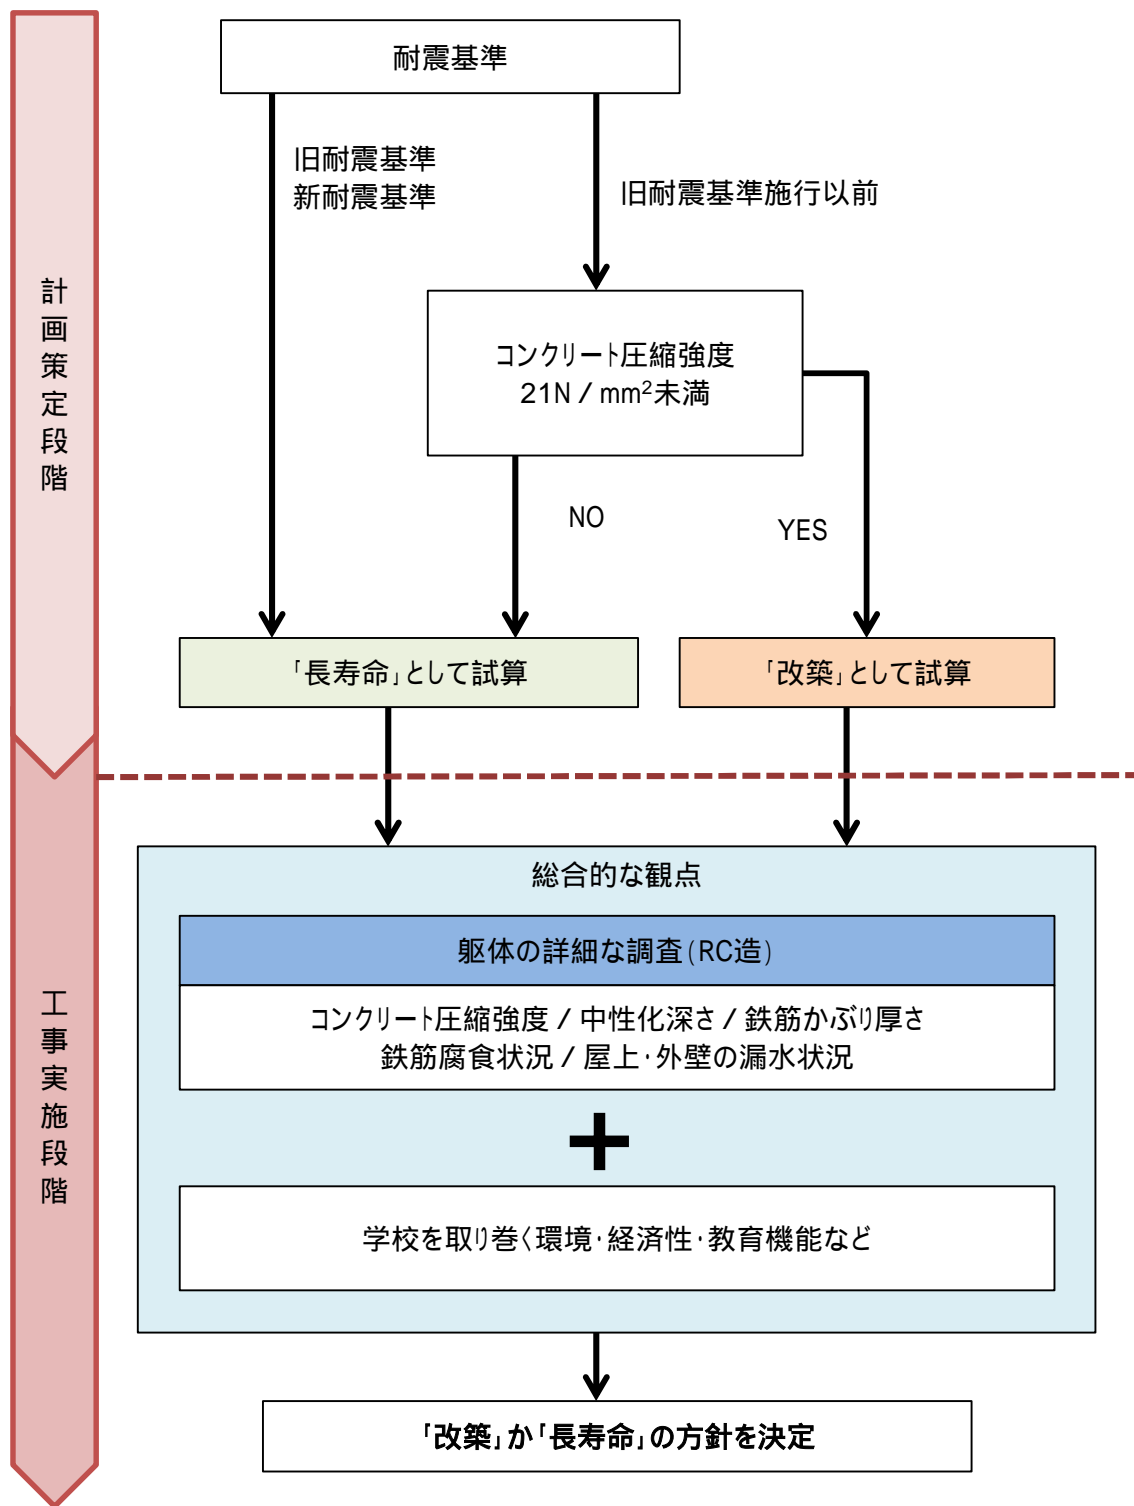 耐震基準
旧耐震基準
新耐震基準
旧耐震基準施行以前
計画策定段階
コンクリート圧縮強度
21N／mm²未満
NO
YES
「長寿命」として試算
「改築」として試算
総合的な観点
躯体の詳細な調査(RC造)
コンクリート圧縮強度／中性化深さ／鉄筋かぶり厚さ
鉄筋腐食状況／屋上・外壁の漏水状況
工事実施段階
＋
学校を取り巻く環境・経済性・教育機能など
「改築」か「長寿命」の方針を決定